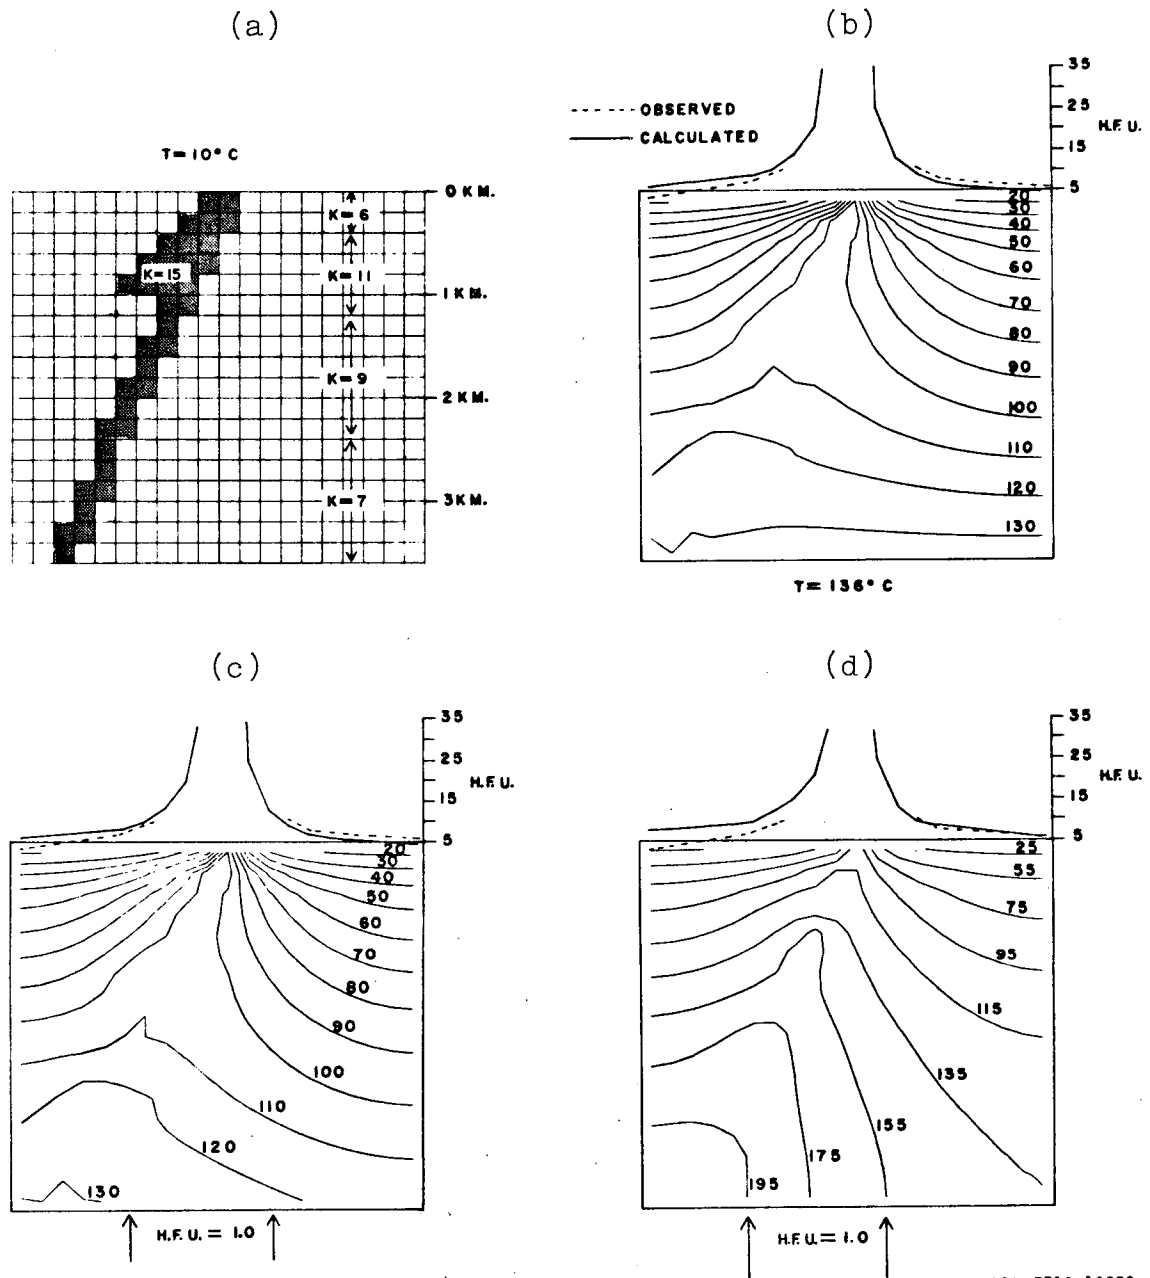 (a)
T=10° C
0 KM.
K= 6
K=15
K=11
1 KM.
K= 9
2 KM.
K= 7
3 KM.
(b)
OBSERVED
CALCULATED
35
25
H.F. U.
15
5
20
30
40
50
60
70
80
90
100
110
120
130
T= 136° C
(c)
35
25
H.F. U.
15
5
20
30
40
50
60
70
80
90
100
110
120
130
H.F. U. = 1.0
(d)
35
25
H.F. U.
15
5
25
55
75
95
115
135
155
175
195
H.F. U. = 1.0